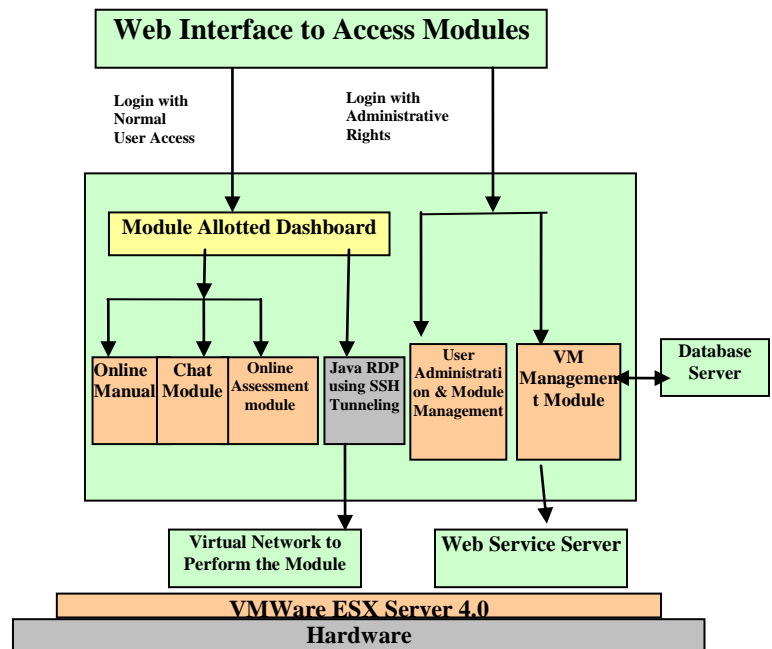 Web Interface to Access Modules
Login with
Normal
User Access
Login with
Administrative
Rights
Module Allotted Dashboard
Online
Manual
Chat
Module
Online
Assessment
module
Java RDP
using SSH
Tunneling
User
Administrati
on & Module
Management
VM
Managemen
t Module
Database
Server
Virtual Network to
Perform the Module
Web Service Server
VMWare ESX Server 4.0
Hardware